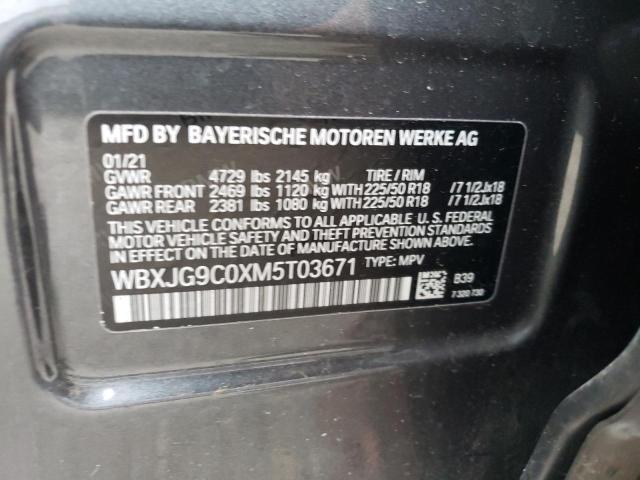 MFD BY BAYERISCHE MOTOREN WERKE AG
01/21
GVWR 4729 lbs 2145 kg TIRE / RIM
GAWR FRONT 2469 lbs 1120 kg WITH 225/50 R18 /7 1/2Jx18
GAWR REAR 2381 lbs 1080 kg WITH 225/50 R18 /7 1/2Jx18
THIS VEHICLE CONFORMS TO ALL APPLICABLE U.S. FEDERAL
MOTOR VEHICLE SAFETY AND THEFT PREVENTION STANDARDS
IN EFFECT ON THE DATE OF MANUFACTURE SHOWN ABOVE.
WBXJG9C0XM5T03671 TYPE: MPV
B39
7 320 730